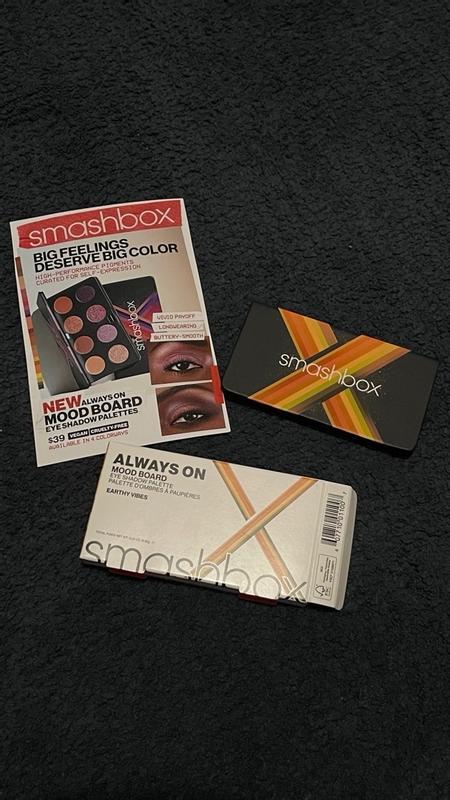 smashbox
BIG FEELINGS
DESERVE BIG COLOR
HIGH-PERFORMANCE PIGMENTS
CURATED FOR SELF-EXPRESSION
smashbox
VIVID PAYOFF
LONGWEARING
BUTTERY-SMOOTH
NEW ALWAYS ON
MOOD BOARD
EYE SHADOW PALETTES
$39 VEGAN CRUELTY-FREE
AVAILABLE IN 4 COLORWAYS
smashbox
ALWAYS ON
MOOD BOARD
EYE SHADOW PALETTE
PALETTE D'OMBRES À PAUPIÈRES
EARTHY VIBES
smashbox